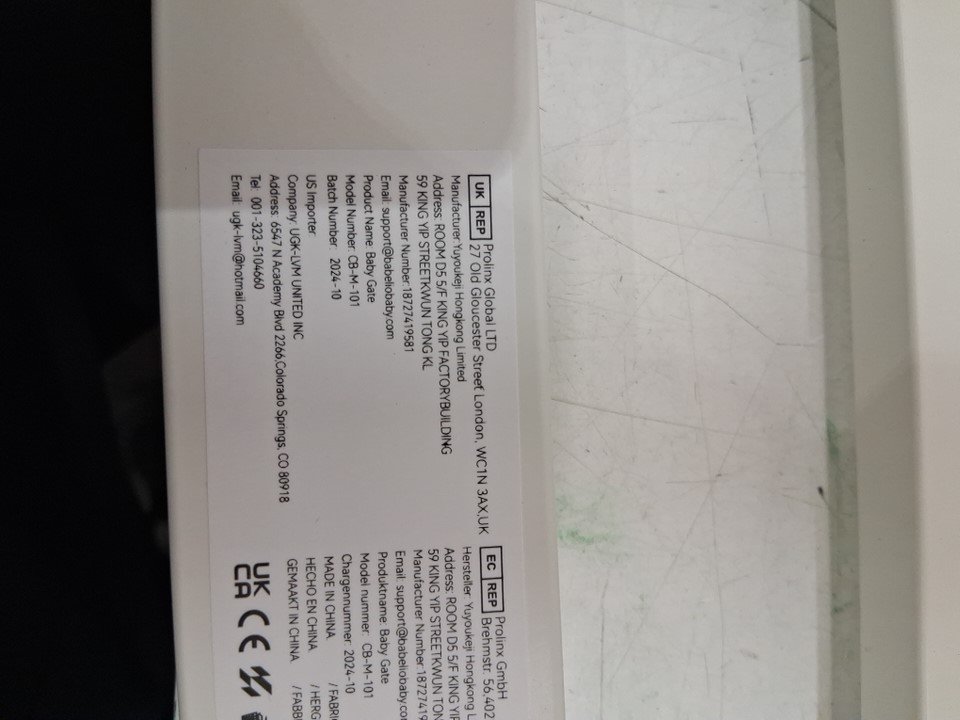 UK REP
Prolinx Global LTD
27 Old Gloucester Street London, WC1N 3AX,UK
Manufacturer:Yuyoukeji Hongkong Limited
Address: ROOM D5 5/F KING YIP FACTORYBUILDING
59 KING YIP STREETKWUN TONG KL
Manufacturer Number:18727419581
Email: support@babeliobaby.com
Product Name: Baby Gate
Model Number: CB-M-101
Batch Number: 2024-10
US Importer
Company: UGK-LVM UNITED INC
Address: 6547 N Academy Blvd 2266,Colorado Springs, CO 80918
Tel: 001-323-5104660
Email: ugk-lvm@hotmail.com
EC REP
Prolinx GmbH
Brehmstr. 56,402
Hersteller: Yuyoukeji Hongkong L
Address: ROOM D5 5/F KING YI
59 KING YIP STREETKWUN TON
Manufacturer Number:1872741
Email: support@babeliobaby.co
Produktname: Baby Gate
Model nummer: CB-M-101
Chargennummer: 2024-10
MADE IN CHINA / FABRI
HECHO EN CHINA / HERG
GEMAAKT IN CHINA / FABB
UK
CA
CE